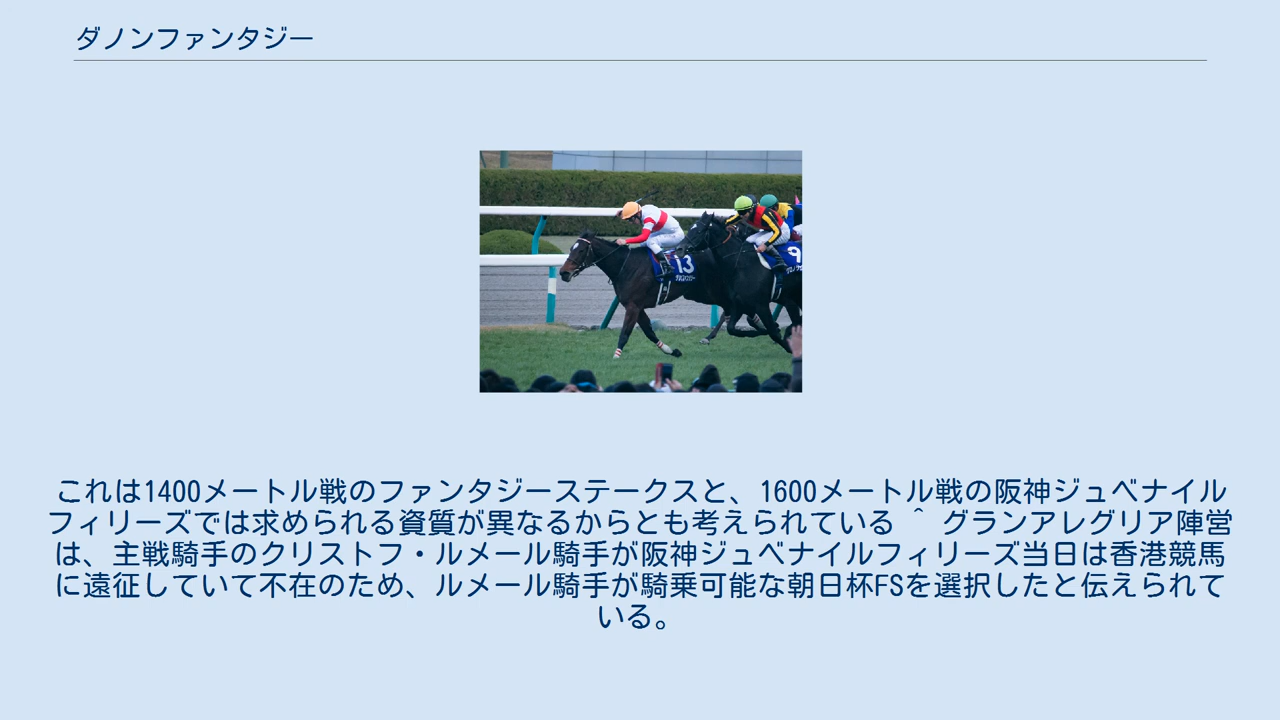 ダノンファンタジー
13
9
これは1400メートル戦のファンタジーステークスと、1600メートル戦の阪神ジュベナイル
フィリーズでは求められる資質が異なるからとも考えられている ^ グランアレグリア陣営
は、主戦騎手のクリストフ・ルメール騎手が阪神ジュベナイルフィリーズ当日は香港競馬
に遠征していて不在のため、ルメール騎手が騎乗可能な朝日杯FSを選択したと伝えられて
いる。